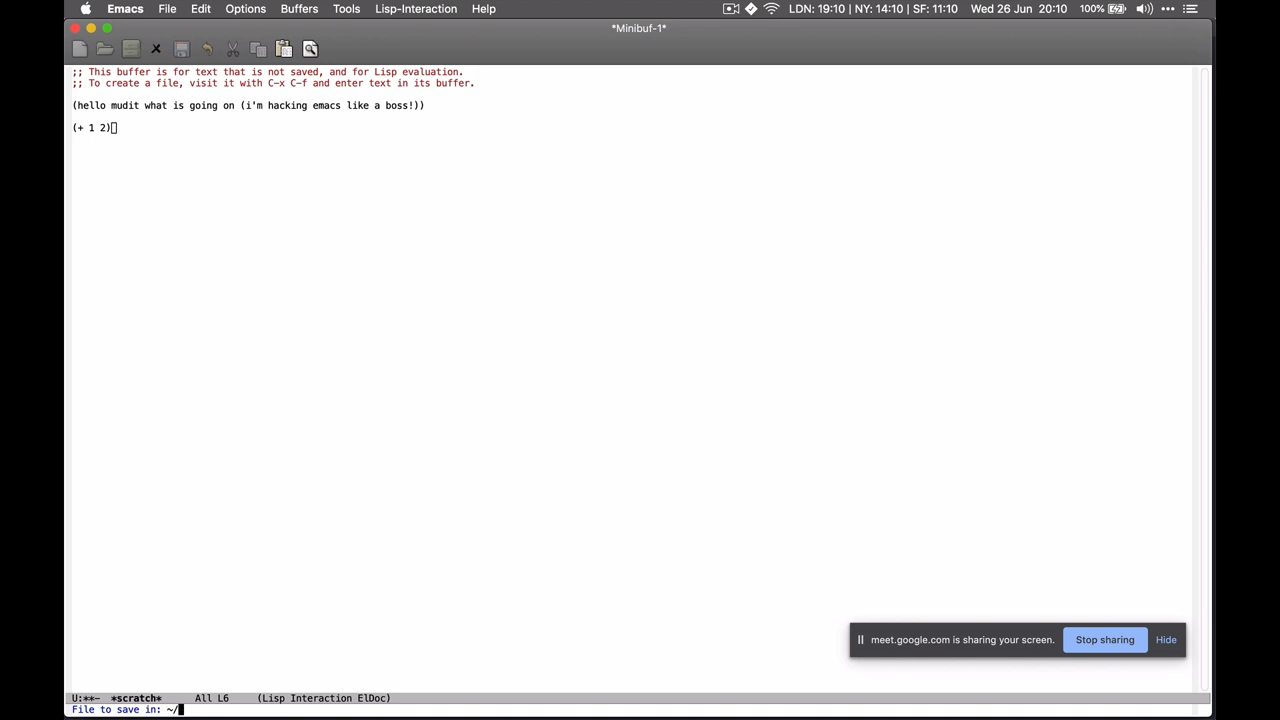 Emacs File Edit Options Buffers Tools Lisp-Interaction Help LDN: 19:10 | NY: 14:10 | SF: 11:10 Wed 26 Jun 20:10 100%
*Minibuf-1*
;; This buffer is for text that is not saved, and for Lisp evaluation.
;; To create a file, visit it with C-x C-f and enter text in its buffer.
(hello mudit what is going on (i'm hacking emacs like a boss!))
(+ 1 2)
meet.google.com is sharing your screen. Stop sharing Hide
U:**- *scratch* All L6 (Lisp Interaction ElDoc)
File to save in: ~/